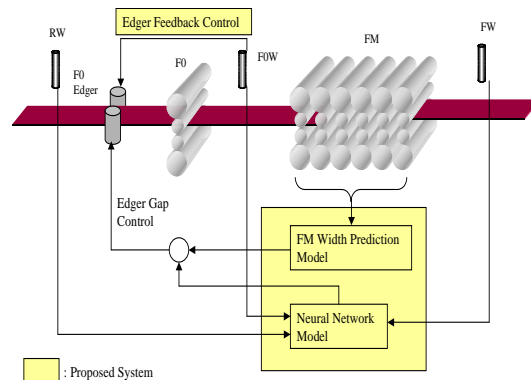 Edger Feedback Control
RW
F0
F0W
FM
FW
F0
Edger
Edger Gap
Control
FM Width Prediction
Model
Neural Network
Model
: Proposed System